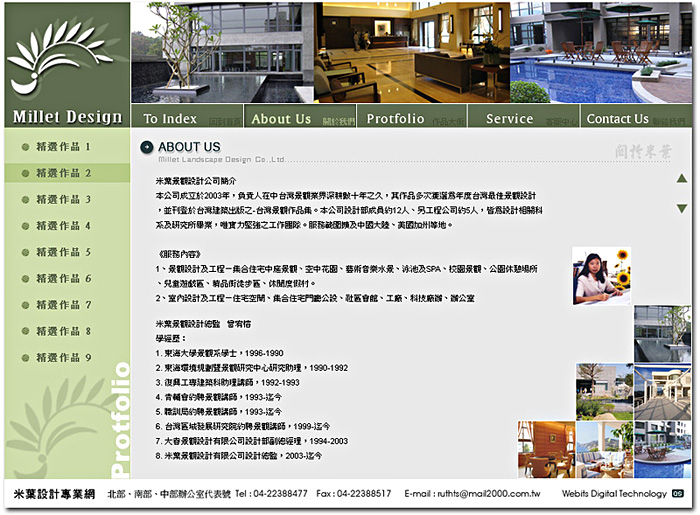 Millet Design
To Index 回到首頁
About Us 關於我們
Protfolio 作品大觀
Service 客服中心
Contact Us 聯絡我們
精選作品 1
精選作品 2
精選作品 3
精選作品 4
精選作品 5
精選作品 6
精選作品 7
精選作品 8
精選作品 9
Protfolio
ABOUT US
Millet Landscape Design Co.,Ltd.
關於米葉
米葉景觀設計公司簡介
本公司成立於2003年，負責人在中台灣景觀業界深耕數十年之久，其作品多次遴選為年度台灣最佳景觀設計
，並刊登於台灣建築出版之-台灣景觀作品集。本公司設計部成員約12人、另工程公司約5人，皆為設計相關科
系及研究所畢業，唯實力堅強之工作團隊。服務範圍擴及中國大陸、美國加州等地。
《服務內容》
1、景觀設計及工程－集合住宅中庭景觀、空中花園、藝術音樂水景、泳池及SPA、校園景觀、公園休憩場所
、兒童遊戲區、精品街徒步區、休閒度假村。
2、室內設計及工程－住宅空間、集合住宅門廳公設、社區會館、工廠、科技廠辦、辦公室
米葉景觀設計總監 曾宥榕
學經歷：
1. 東海大學景觀系學士，1996-1990
2. 東海環境規劃暨景觀研究中心研究助理，1990-1992
3. 復興工專建築科助理講師，1992-1993
4. 青輔會約聘景觀講師，1993-迄今
5. 職訓局約聘景觀講師，1993-迄今
6. 台灣區域發展研究院約聘景觀講師，1999-迄今
7. 大春景觀設計有限公司設計部副總經理，1994-2003
8. 米葉景觀設計有限公司設計總監，2003-迄今
米葉設計專業網 北部、南部、中部辦公室代表號 Tel : 04-22388477 Fax : 04-22388517 E-mail : ruthts@mail2000.com.tw Webits Digital Technology OS